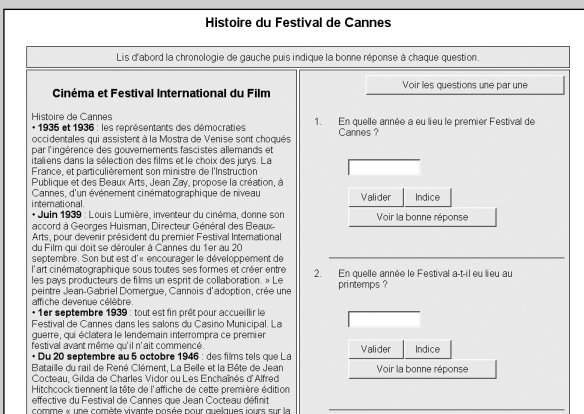 Histoire du Festival de Cannes
Lis d'abord la chronologie de gauche puis indique la bonne réponse à chaque question.
Cinéma et Festival International du Film
Histoire de Cannes
• 1935 et 1936 : les représentants des démocraties
occidentales qui assistent à la Mostra de Venise sont choqués
par l'ingérence des gouvernements fascistes allemands et
italiens dans la sélection des films et le choix des jurys. La
France, et particulièrement son ministre de l'Instruction
Publique et des Beaux Arts, Jean Zay, propose la création, à
Cannes, d'un événement cinématographique de niveau
international.
• Juin 1939 : Louis Lumière, inventeur du cinéma, donne son
accord à Georges Huisman, Directeur Général des Beaux-
Arts, pour devenir président du premier Festival International
du Film qui doit se dérouler à Cannes du 1er au 20
septembre. Son but est d'« encourager le développement de
l'art cinématographique sous toutes ses formes et créer entre
les pays producteurs de films un esprit de collaboration. » Le
peintre Jean-Gabriel Domergue, Cannois d'adoption, crée une
affiche devenue célèbre.
• 1er septembre 1939 : tout est fin prêt pour accueillir le
Festival de Cannes dans les salons du Casino Municipal. La
guerre, qui éclatera le lendemain interrompra ce premier
festival avant même qu'il n'ait commencé.
• Du 20 septembre au 5 octobre 1946 : des films tels que La
Bataille du rail de René Clément, La Belle et la Bête de Jean
Cocteau, Gilda de Charles Vidor ou Les Enchaînés d'Alfred
Hitchcock tiennent la tête de l'affiche de cette première édition
effective du Festival de Cannes que Jean Cocteau définit
comme « une comète vivante posée pour quelques jours sur la
Voir les questions une par une
1. En quelle année a eu lieu le premier Festival de
Cannes ?
Valider Indice
Voir la bonne réponse
2. En quelle année le Festival a-t-il eu lieu au
printemps ?
Valider Indice
Voir la bonne réponse